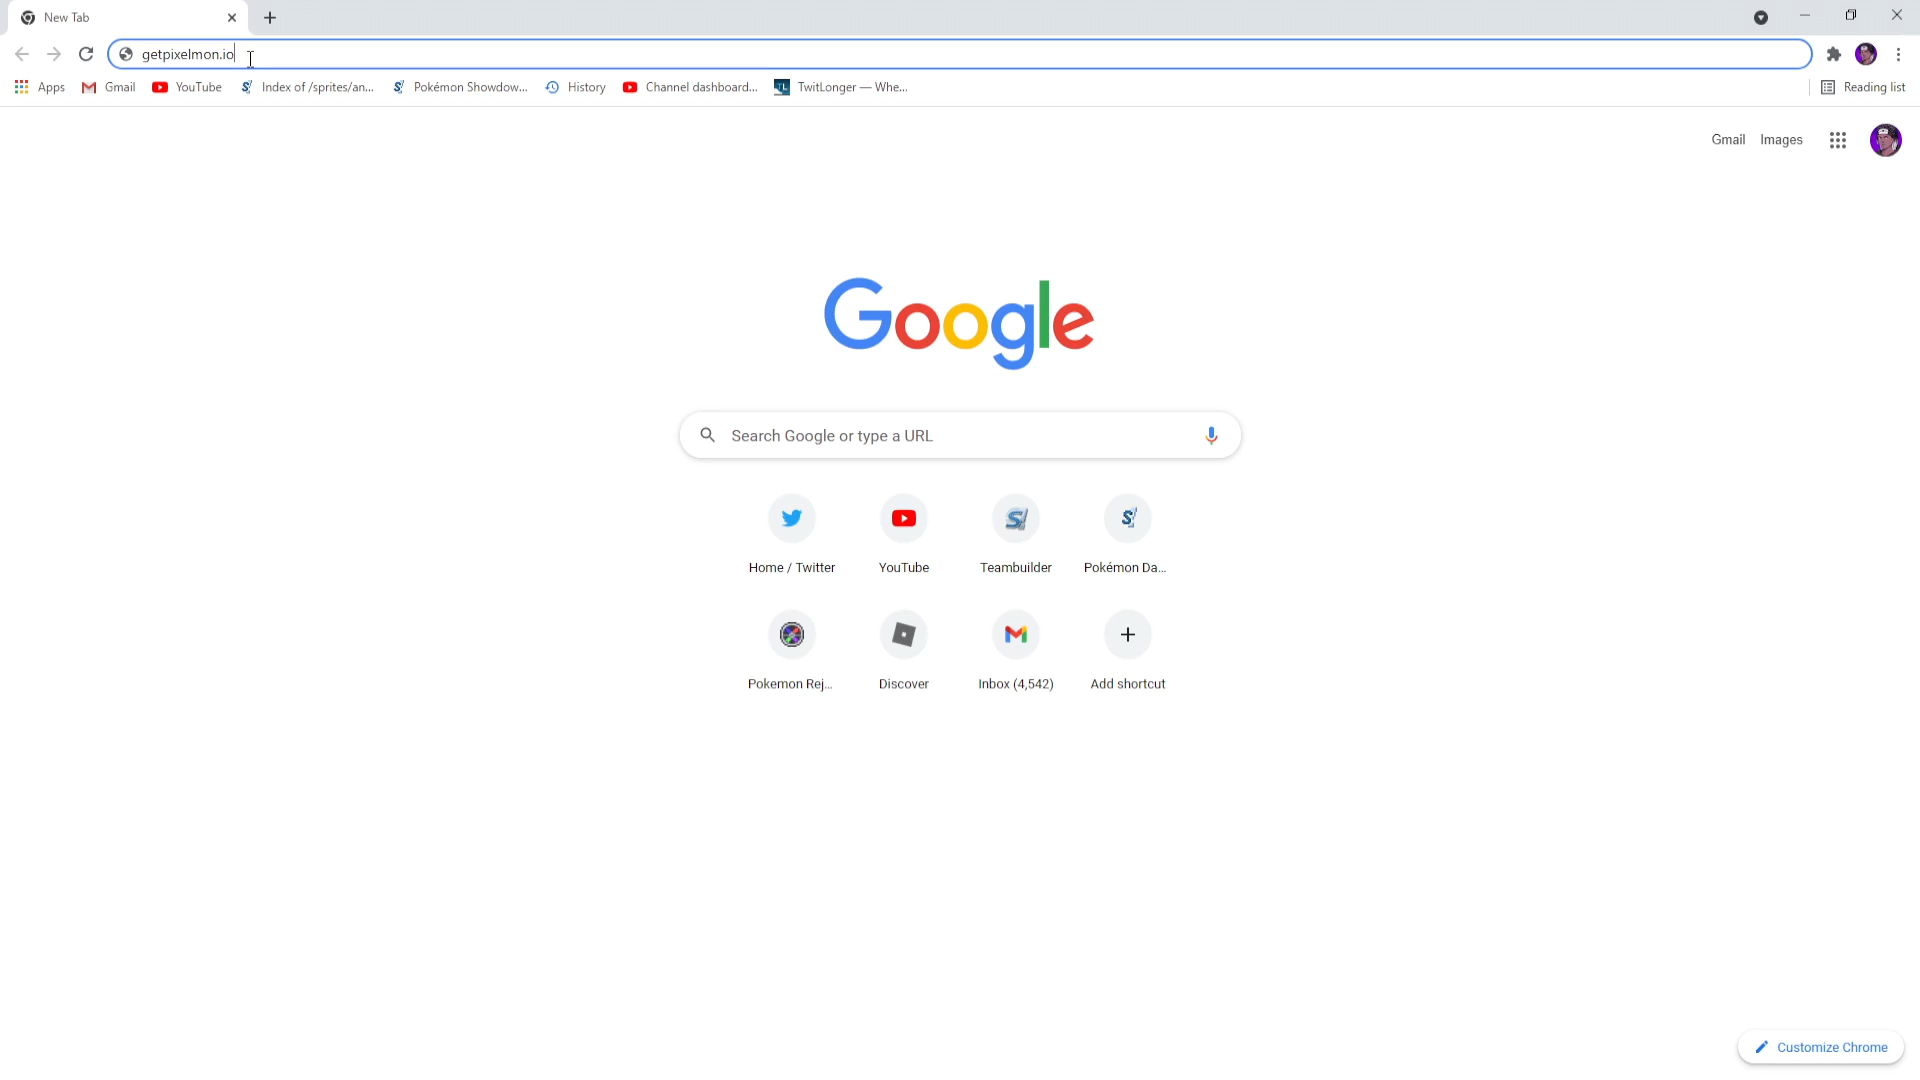 New Tab
getpixelmon.io
Apps Gmail YouTube Index of /sprites/an... Pokémon Showdow... History Channel dashboard... TL TwitLonger — Whe... Reading list
Gmail Images
Google
Search Google or type a URL
Home / Twitter YouTube Teambuilder Pokémon Da...
Pokemon Rej... Discover Inbox (4,542) Add shortcut
Customize Chrome